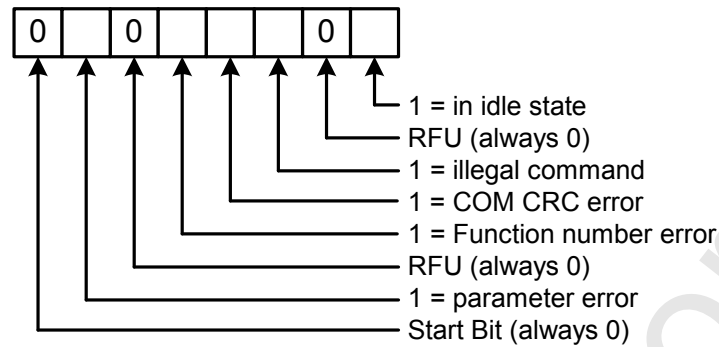 0 0 0
1 = in idle state
RFU (always 0)
1 = illegal command
1 = COM CRC error
1 = Function number error
RFU (always 0)
1 = parameter error
Start Bit (always 0)